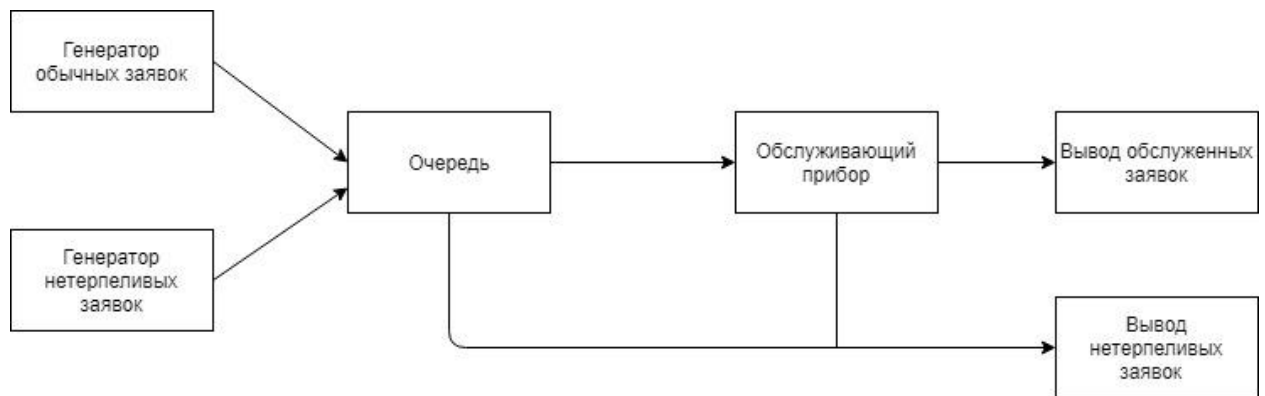 Генератор
обычных заявок
Очередь
Обслуживающий
прибор
Вывод обслуженных
заявок
Генератор
нетерпеливых
заявок
Вывод
нетерпеливых
заявок